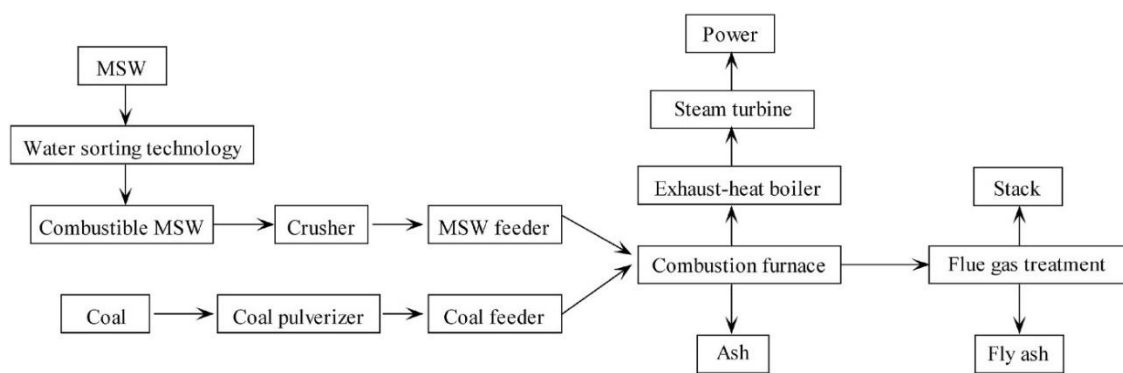 Power
MSW
Steam turbine
Water sorting technology
Exhaust-heat boiler
Stack
Combustible MSW
Crusher
MSW feeder
Combustion furnace
Flue gas treatment
Coal
Coal pulverizer
Coal feeder
Ash
Fly ash